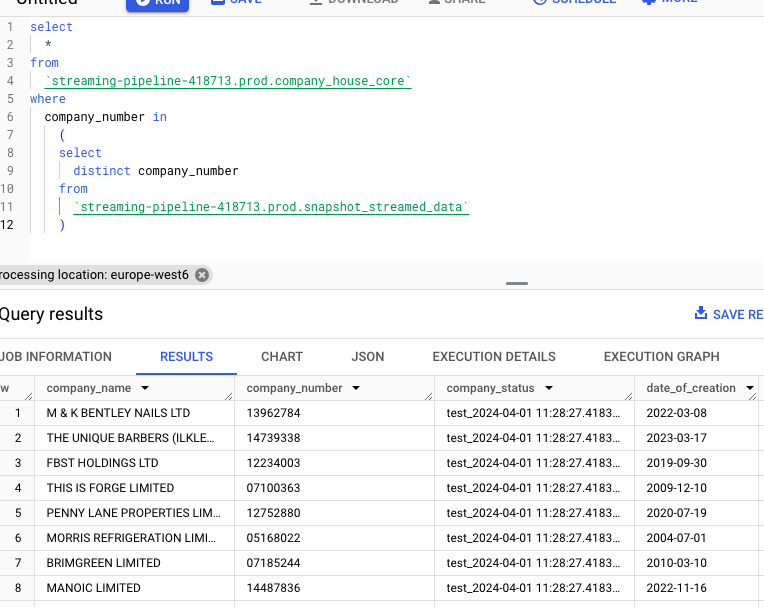 Untitled RUN SAVE DOWNLOAD SHARE SCHEDULE MORE
1 select
2 *
3 from
4 `streaming-pipeline-418713.prod.company_house_core`
5 where
6 company_number in
7 (
8 select
9 distinct company_number
10 from
11 `streaming-pipeline-418713.prod.snapshot_streamed_data`
12 )
rocessing location: europe-west6
Query results SAVE RE
JOB INFORMATION RESULTS CHART JSON EXECUTION DETAILS EXECUTION GRAPH
w company_name company_number company_status date_of_creation
1 M & K BENTLEY NAILS LTD 13962784 test_2024-04-01 11:28:27.4183... 2022-03-08
2 THE UNIQUE BARBERS (ILKLE... 14739338 test_2024-04-01 11:28:27.4183... 2023-03-17
3 FBST HOLDINGS LTD 12234003 test_2024-04-01 11:28:27.4183... 2019-09-30
4 THIS IS FORGE LIMITED 07100363 test_2024-04-01 11:28:27.4183... 2009-12-10
5 PENNY LANE PROPERTIES LIM... 12752880 test_2024-04-01 11:28:27.4183... 2020-07-19
6 MORRIS REFRIGERATION LIMI... 05168022 test_2024-04-01 11:28:27.4183... 2004-07-01
7 BRIMGREEN LIMITED 07185244 test_2024-04-01 11:28:27.4183... 2010-03-10
8 MANOIC LIMITED 14487836 test_2024-04-01 11:28:27.4183... 2022-11-16